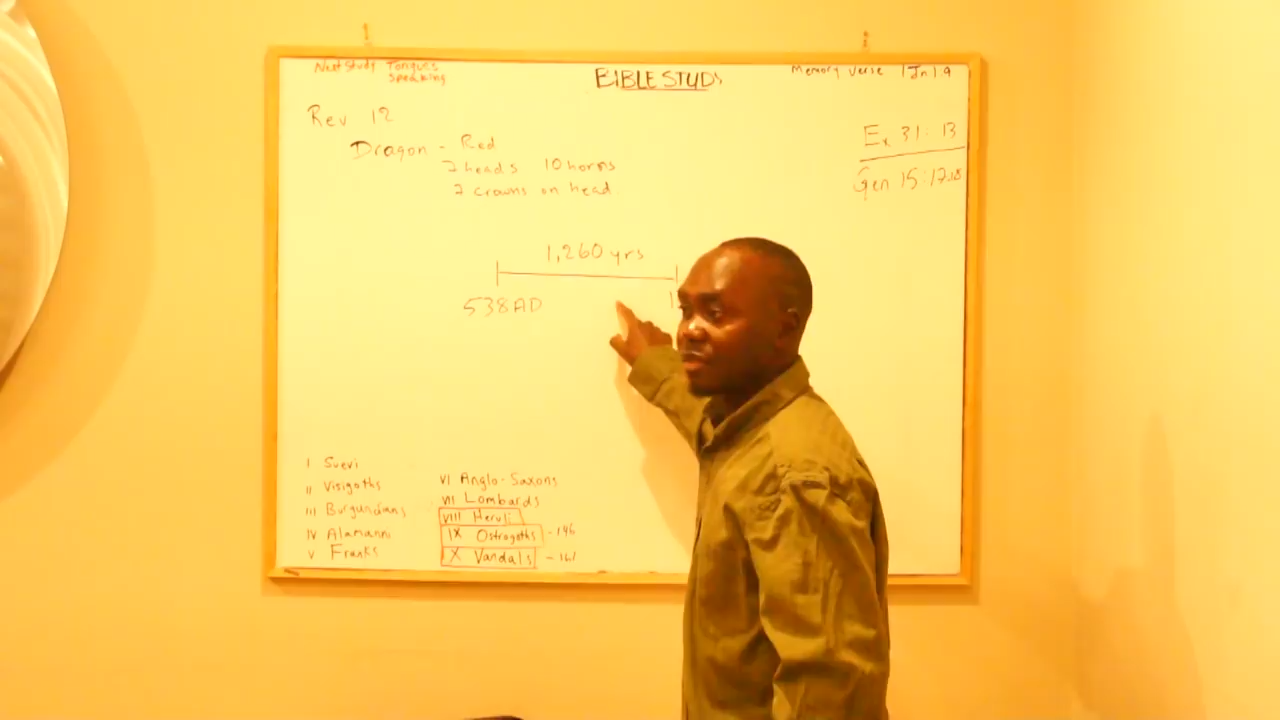 Next Study Tongues
Speaking
BIBLE STUDY
Memory Verse 1 Jn 1:9
Rev 12
Dragon - Red
7 heads 10 horns
7 crowns on head
Ex 31:13
Gen 15:17,18
1,260 yrs
538AD
I Suevi
II Visigoths
III Burgundians
IV Alamanni
V Franks
VI Anglo-Saxons
VII Lombards
VIII Heruli
IX Ostrogoths
X Vandals